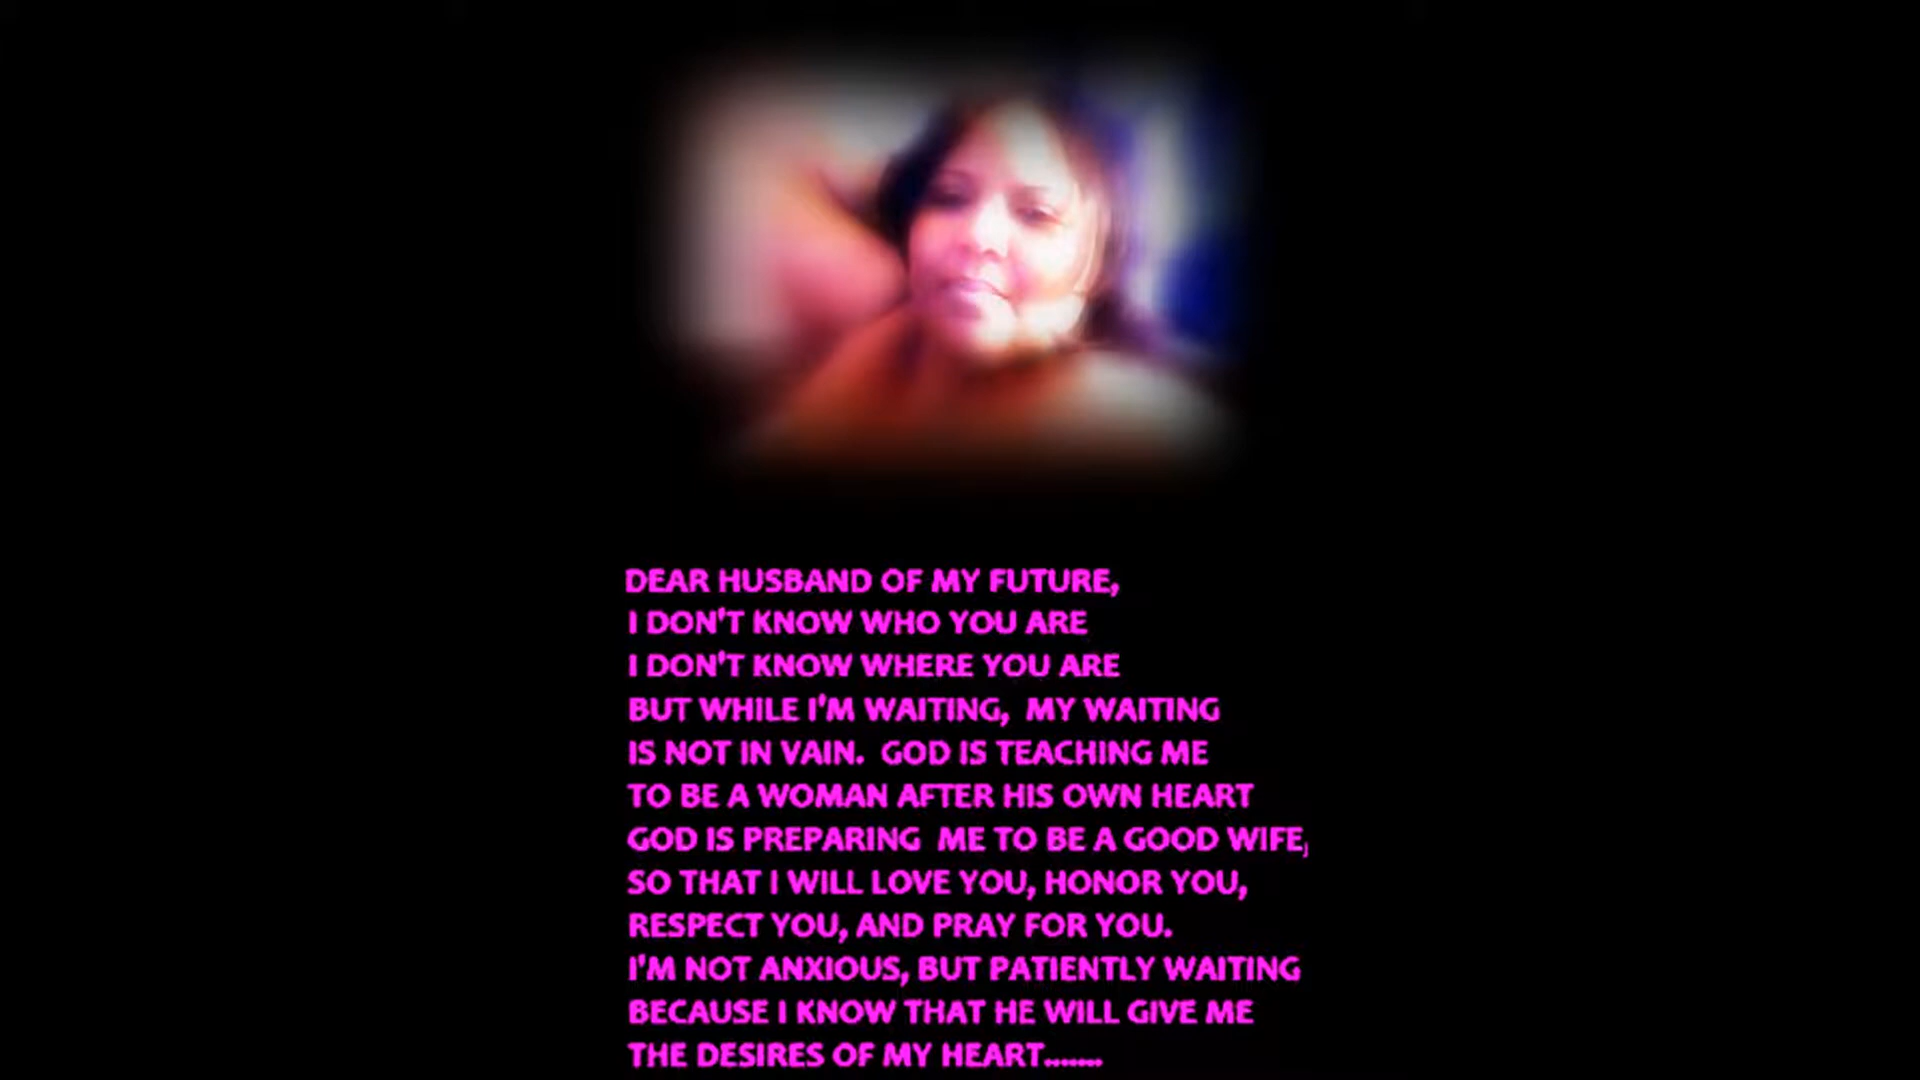 DEAR HUSBAND OF MY FUTURE,
I DON'T KNOW WHO YOU ARE
I DON'T KNOW WHERE YOU ARE
BUT WHILE I'M WAITING, MY WAITING
IS NOT IN VAIN. GOD IS TEACHING ME
TO BE A WOMAN AFTER HIS OWN HEART
GOD IS PREPARING ME TO BE A GOOD WIFE,
SO THAT I WILL LOVE YOU, HONOR YOU,
RESPECT YOU, AND PRAY FOR YOU.
I'M NOT ANXIOUS, BUT PATIENTLY WAITING
BECAUSE I KNOW THAT HE WILL GIVE ME
THE DESIRES OF MY HEART.......